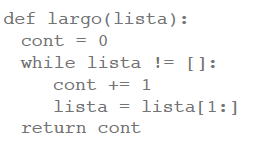 def largo(lista):
  cont = 0
  while lista != []:
     cont += 1
     lista = lista[1:]
  return cont